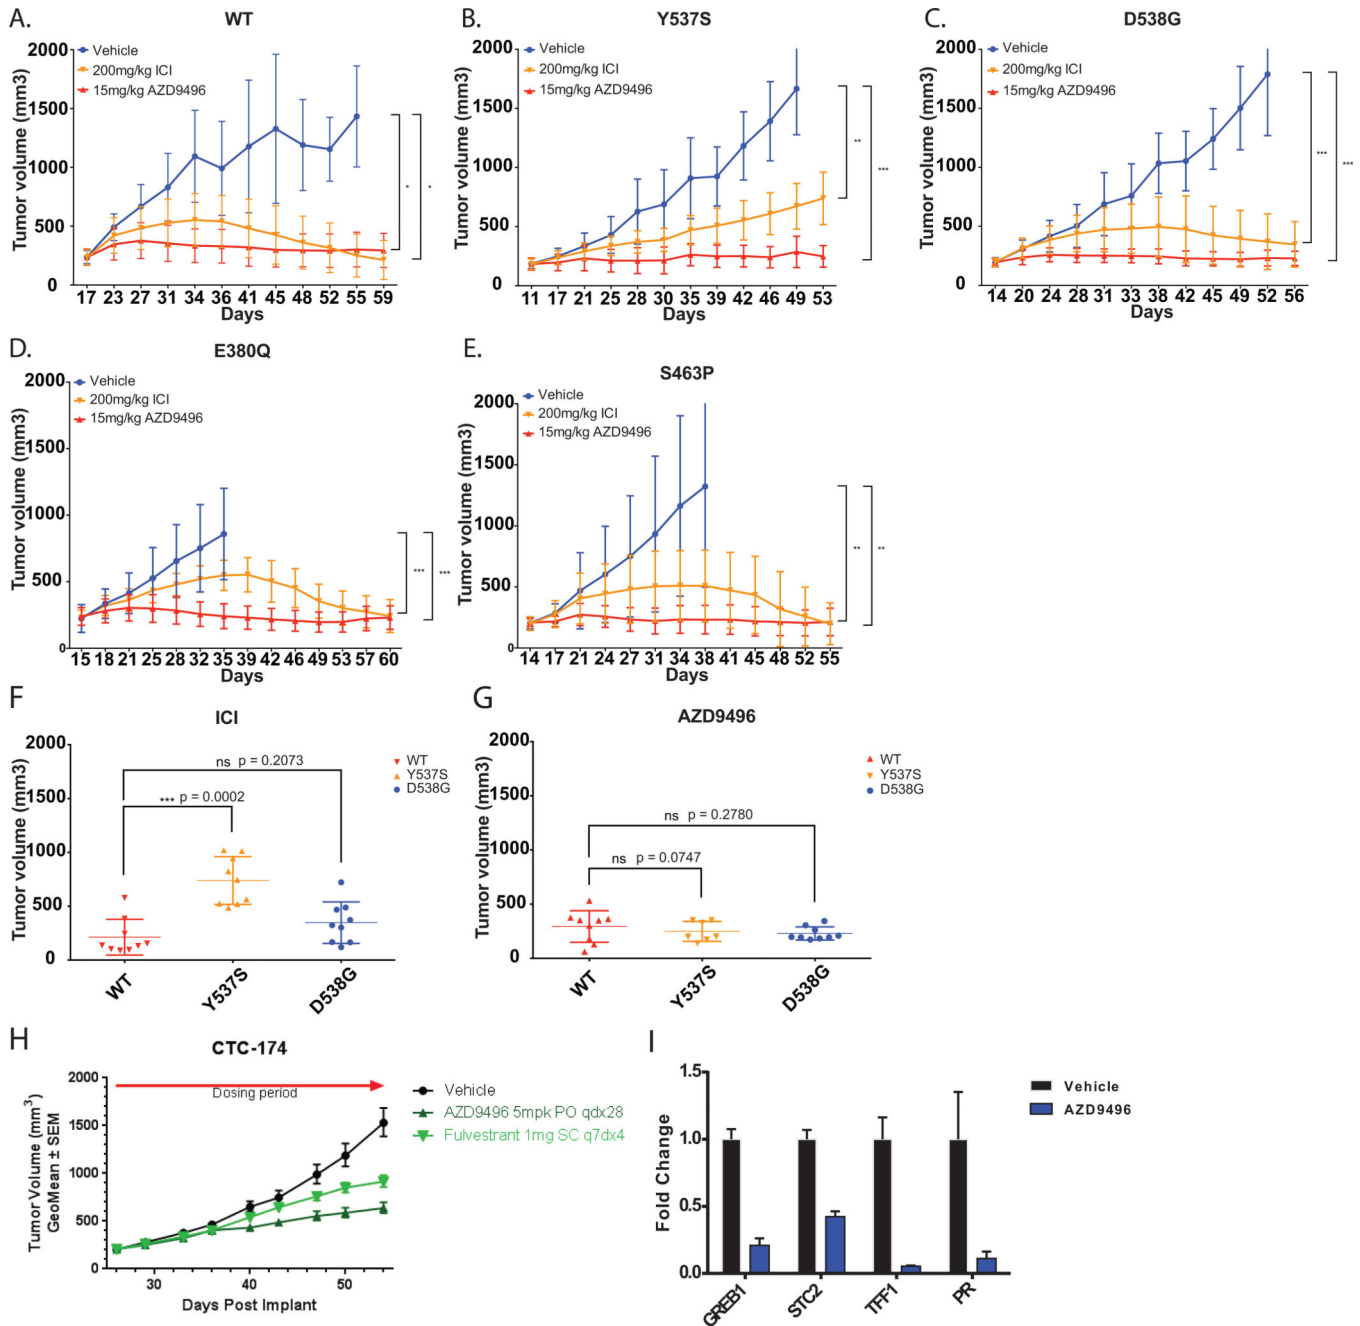 A.
WT
Tumor volume (mm3)
2000
1500
1000
500
0
Vehicle
200mg/kg ICI
15mg/kg AZD9496
*
*
17 23 27 31 34 36 41 45 48 52 55 59
Days
B.
Y537S
Tumor volume (mm3)
2000
1500
1000
500
0
Vehicle
200mg/kg ICI
15mg/kg AZD9496
**
***
11 17 21 25 28 30 35 39 42 46 49 53
Days
C.
D538G
Tumor volume (mm3)
2000
1500
1000
500
0
Vehicle
200mg/kg ICI
15mg/kg AZD9496
***
***
14 20 24 28 31 33 38 42 45 49 52 56
Days
D.
E380Q
Tumor volume (mm3)
2000
1500
1000
500
0
Vehicle
200mg/kg ICI
15mg/kg AZD9496
***
***
15 18 21 25 28 32 35 39 42 46 49 53 57 60
Days
E.
S463P
Tumor volume (mm3)
2000
1500
1000
500
0
Vehicle
200mg/kg ICI
15mg/kg AZD9496
**
**
14 17 21 24 27 31 34 38 41 45 48 52 55
Days
F
ICI
Tumor volume (mm3)
2000
1500
1000
500
0
ns p = 0.2073
*** p = 0.0002
WT
Y537S
D538G
WT
Y537S
D538G
G
AZD9496
Tumor volume (mm3)
2000
1500
1000
500
0
ns p = 0.2780
ns p = 0.0747
WT
Y537S
D538G
WT
Y537S
D538G
H
CTC-174
Tumor Volume (mm³)
GeoMean ± SEM
2000
1500
1000
500
0
Dosing period
Vehicle
AZD9496 5mpk PO qdx28
Fulvestrant 1mg SC q7dx4
30 40 50
Days Post Implant
I
Fold Change
1.5
1.0
0.5
0.0
Vehicle
AZD9496
GREB1
STC2
TFF1
PR